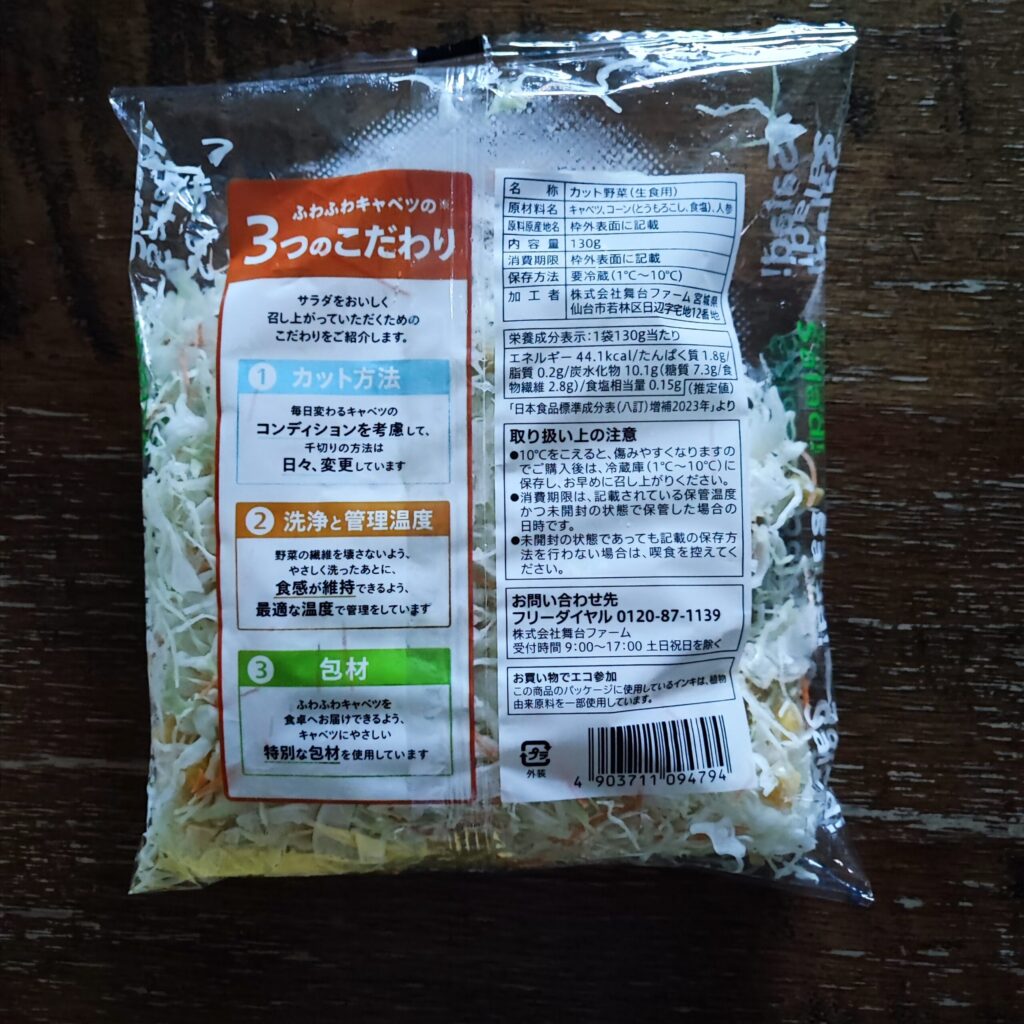 ふわふわキャベツの※
3つのこだわり
サラダをおいしく
召し上がっていただくための
こだわりをご紹介します。
1 カット方法
毎日変わるキャベツの
コンディションを考慮して、
千切りの方法は
日々、変更しています
2 洗浄と管理温度
野菜の繊維を壊さないよう、
やさしく洗ったあとに、
食感が維持できるよう、
最適な温度で管理をしています
3 包材
ふわふわキャベツを
食卓へお届けできるよう、
キャベツにやさしい
特別な包材を使用しています
名称 カット野菜(生食用)
原材料名 キャベツ、コーン(とうもろこし、食塩)、人参
原料原産地名 枠外表面に記載
内容量 130g
消費期限 枠外表面に記載
保存方法 要冷蔵(1℃〜10℃)
加工者 株式会社舞台ファーム 宮城県
仙台市若林区日辺字宅地12番地
栄養成分表示:1袋130g当たり
エネルギー 44.1kcal/たんぱく質 1.8g/
脂質 0.2g/炭水化物 10.1g(糖質 7.3g/食
物繊維 2.8g)/食塩相当量 0.15g(推定値)
「日本食品標準成分表(八訂)増補2023年」より
取り扱い上の注意
●10℃をこえると、傷みやすくなりますの
でご購入後は、冷蔵庫(1℃〜10℃)に
保存し、お早めに召し上がりください。
●消費期限は、記載されている保管温度
かつ未開封の状態で保管した場合の
日時です。
●未開封の状態であっても記載の保存方
法を行わない場合は、喫食を控えてく
ださい。
お問い合わせ先
フリーダイヤル 0120-87-1139
株式会社舞台ファーム
受付時間 9:00〜17:00 土日祝日を除く
お買い物でエコ参加
この商品のパッケージに使用しているインキは、植物
由来原料を一部使用しています。
プラ
外装
4 903711 094794